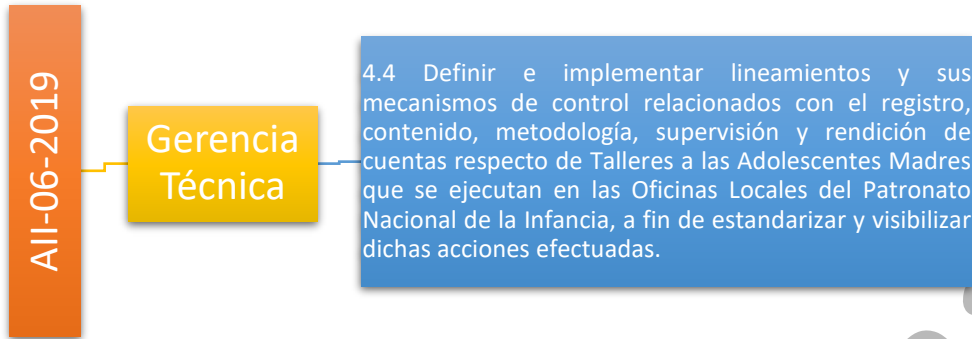 AII-06-2019
Gerencia
Técnica
4.4 Definir e implementar lineamientos y sus
mecanismos de control relacionados con el registro,
contenido, metodología, supervisión y rendición de
cuentas respecto de Talleres a las Adolescentes Madres
que se ejecutan en las Oficinas Locales del Patronato
Nacional de la Infancia, a fin de estandarizar y visibilizar
dichas acciones efectuadas.